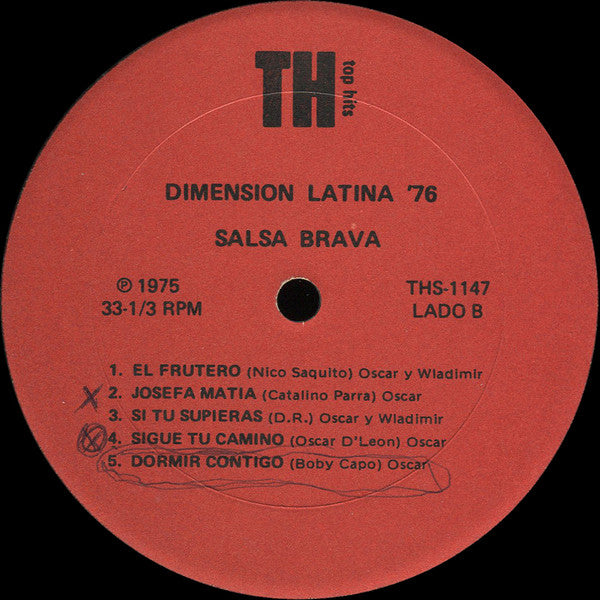 TH top hits
DIMENSION LATINA '76
SALSA BRAVA
℗ 1975
33-1/3 RPM
THS-1147
LADO B
1. EL FRUTERO (Nico Saquito) Oscar y Wladimir
X 2. JOSEFA MATIA (Catalino Parra) Oscar
3. SI TU SUPIERAS (D.R.) Oscar y Wladimir
X 4. SIGUE TU CAMINO (Oscar D'Leon) Oscar
5. DORMIR CONTIGO (Boby Capo) Oscar